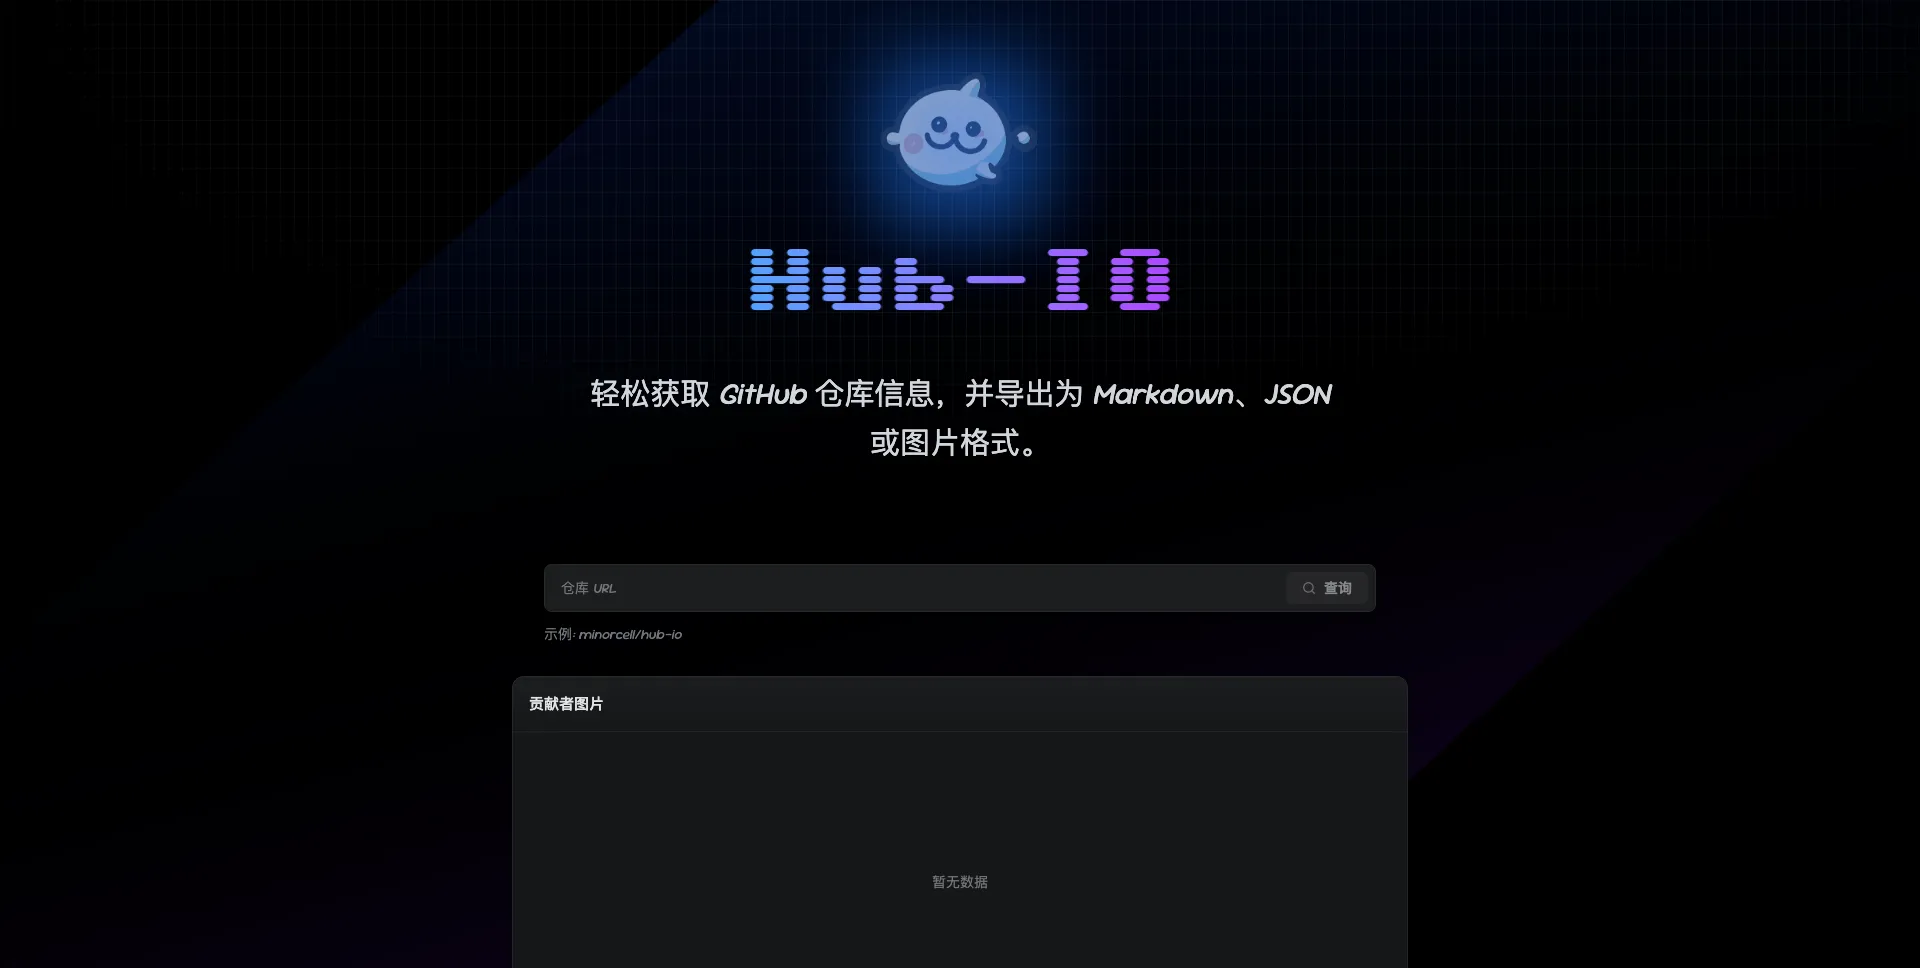 Hub-IO
轻松获取 GitHub 仓库信息，并导出为 Markdown、JSON
或图片格式。
仓库 URL
查询
示例: minorcell/hub-io
贡献者图片
暂无数据